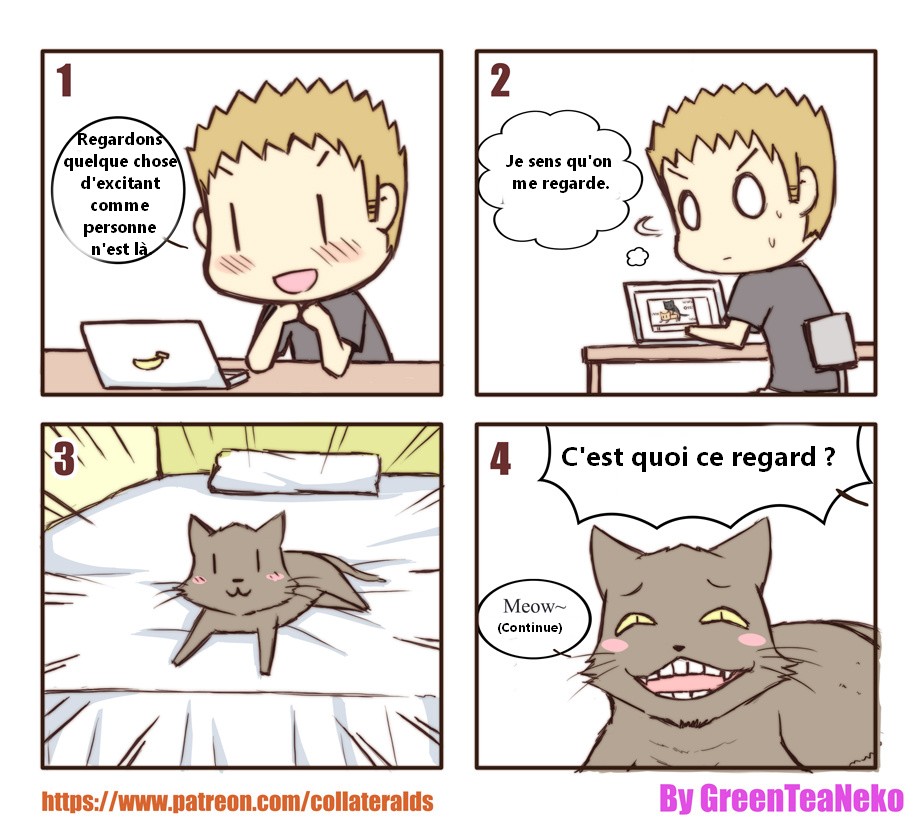 1
Regardons
quelque chose
d'excitant
comme
personne
n'est là
2
Je sens qu'on
me regarde.
3
4
C'est quoi ce regard ?
Meow~
(Continue)
https://www.patreon.com/collateralds
By GreenTeaNeko